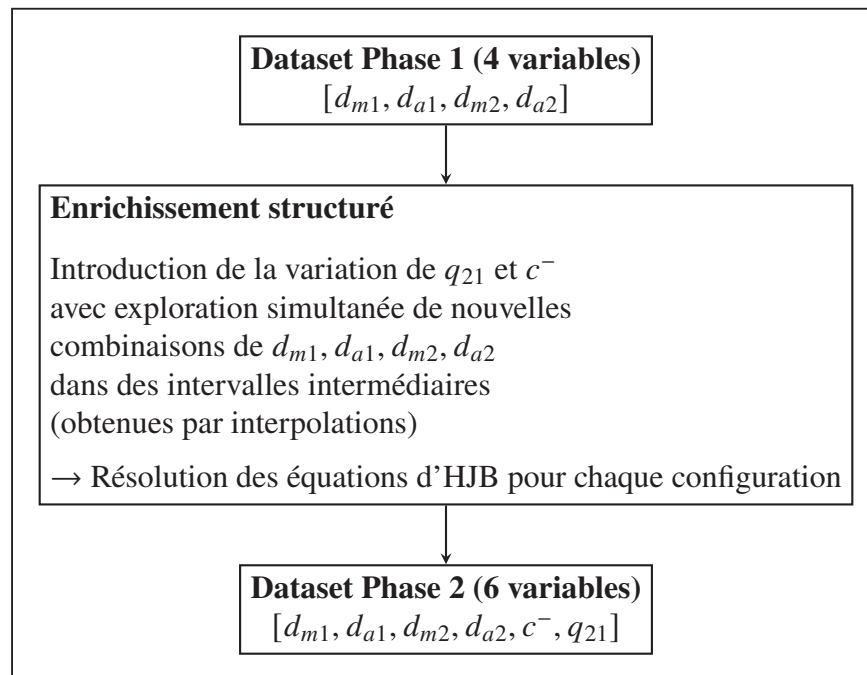 Dataset Phase 1 (4 variables)
[d_{m1}, d_{a1}, d_{m2}, d_{a2}]
Enrichissement structuré
Introduction de la variation de q_{21} et c^−
avec exploration simultanée de nouvelles
combinaisons de d_{m1}, d_{a1}, d_{m2}, d_{a2}
dans des intervalles intermédiaires
(obtenues par interpolations)
→ Résolution des équations d'HJB pour chaque configuration
Dataset Phase 2 (6 variables)
[d_{m1}, d_{a1}, d_{m2}, d_{a2}, c^−, q_{21}]